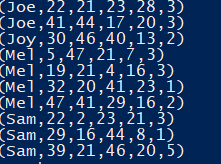 (Joe,22,21,23,28,3)
(Joe,41,44,17,20,3)
(Joy,30,46,40,13,2)
(Mel,5,47,21,7,3)
(Mel,19,21,4,16,3)
(Mel,32,20,41,23,1)
(Mel,47,41,29,16,2)
(Sam,22,2,23,21,3)
(Sam,29,16,44,8,1)
(Sam,39,21,46,20,5)